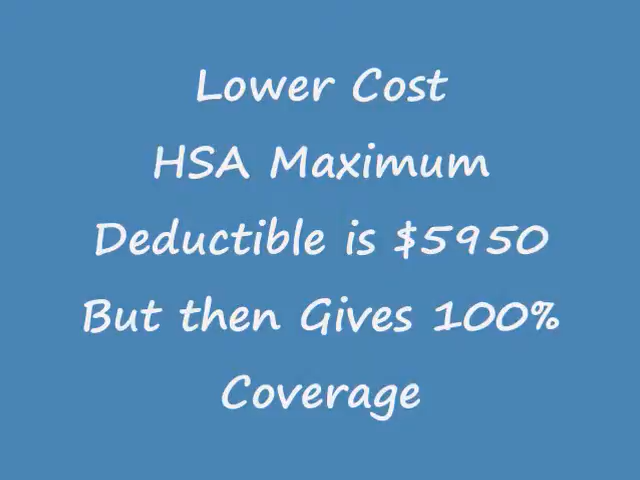 Lower Cost
HSA Maximum
Deductible is $5950
But then Gives 100%
Coverage